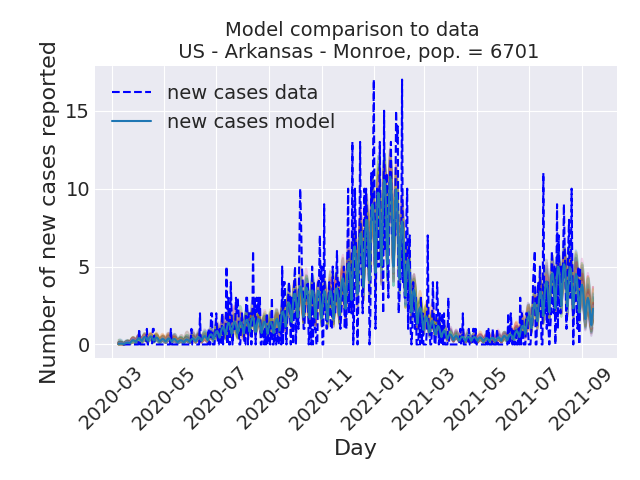 Model comparison to data
US - Arkansas - Monroe, pop. = 6701
new cases data
new cases model
Number of new cases reported
15
10
5
0
2020-03
2020-05
2020-07
2020-09
2020-11
2021-01
2021-03
2021-05
2021-07
2021-09
Day